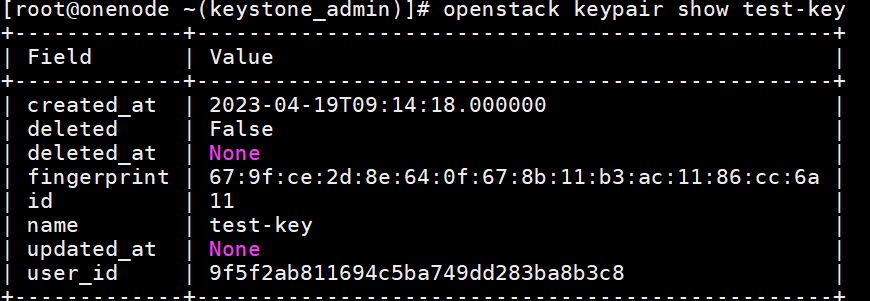 [root@onenode ~(keystone_admin)]# openstack keypair show test-key
+-------------+-------------------------------------------------+
| Field       | Value                                           |
+-------------+-------------------------------------------------+
| created_at  | 2023-04-19T09:14:18.000000                      |
| deleted     | False                                           |
| deleted_at  | None                                            |
| fingerprint | 67:9f:ce:2d:8e:64:0f:67:8b:11:b3:ac:11:86:cc:6a |
| id          | 11                                              |
| name        | test-key                                        |
| updated_at  | None                                            |
| user_id     | 9f5f2ab811694c5ba749dd283ba8b3c8                |
+-------------+-------------------------------------------------+